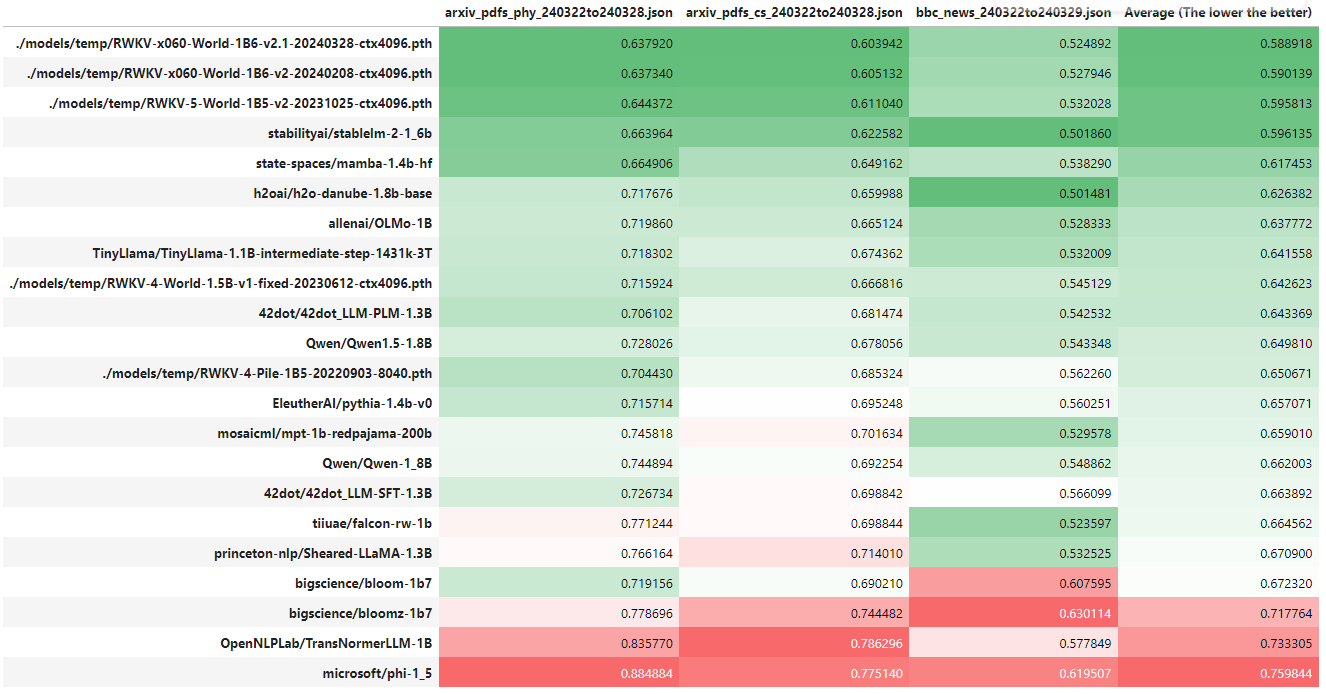 arxiv_pdfs_phy_240322to240328.json arxiv_pdfs_cs_240322to240328.json bbc_news_240322to240329.json Average (The lower the better)
./models/temp/RWKV-x060-World-1B6-v2.1-20240328-ctx4096.pth 0.637920 0.603942 0.524892 0.588918
./models/temp/RWKV-x060-World-1B6-v2-20240208-ctx4096.pth 0.637340 0.605132 0.527946 0.590139
./models/temp/RWKV-5-World-1B5-v2-20231025-ctx4096.pth 0.644372 0.611040 0.532028 0.595813
stabilityai/stablelm-2-1_6b 0.663964 0.622582 0.501860 0.596135
state-spaces/mamba-1.4b-hf 0.664906 0.649162 0.538290 0.617453
h2oai/h2o-danube-1.8b-base 0.717676 0.659988 0.501481 0.626382
allenai/OLMo-1B 0.719860 0.665124 0.528333 0.637772
TinyLlama/TinyLlama-1.1B-intermediate-step-1431k-3T 0.718302 0.674362 0.532009 0.641558
./models/temp/RWKV-4-World-1.5B-v1-fixed-20230612-ctx4096.pth 0.715924 0.666816 0.545129 0.642623
42dot/42dot_LLM-PLM-1.3B 0.706102 0.681474 0.542532 0.643369
Qwen/Qwen1.5-1.8B 0.728026 0.678056 0.543348 0.649810
./models/temp/RWKV-4-Pile-1B5-20220903-8040.pth 0.704430 0.685324 0.562260 0.650671
EleutherAI/pythia-1.4b-v0 0.715714 0.695248 0.560251 0.657071
mosaicml/mpt-1b-redpajama-200b 0.745818 0.701634 0.529578 0.659010
Qwen/Qwen-1_8B 0.744894 0.692254 0.548862 0.662003
42dot/42dot_LLM-SFT-1.3B 0.726734 0.698842 0.566099 0.663892
tiiuae/falcon-rw-1b 0.771244 0.698844 0.523597 0.664562
princeton-nlp/Sheared-LLaMA-1.3B 0.766164 0.714010 0.532525 0.670900
bigscience/bloom-1b7 0.719156 0.690210 0.607595 0.672320
bigscience/bloomz-1b7 0.778696 0.744482 0.630114 0.717764
OpenNLPLab/TransNormerLLM-1B 0.835770 0.786296 0.577849 0.733305
microsoft/phi-1_5 0.884884 0.775140 0.619507 0.759844